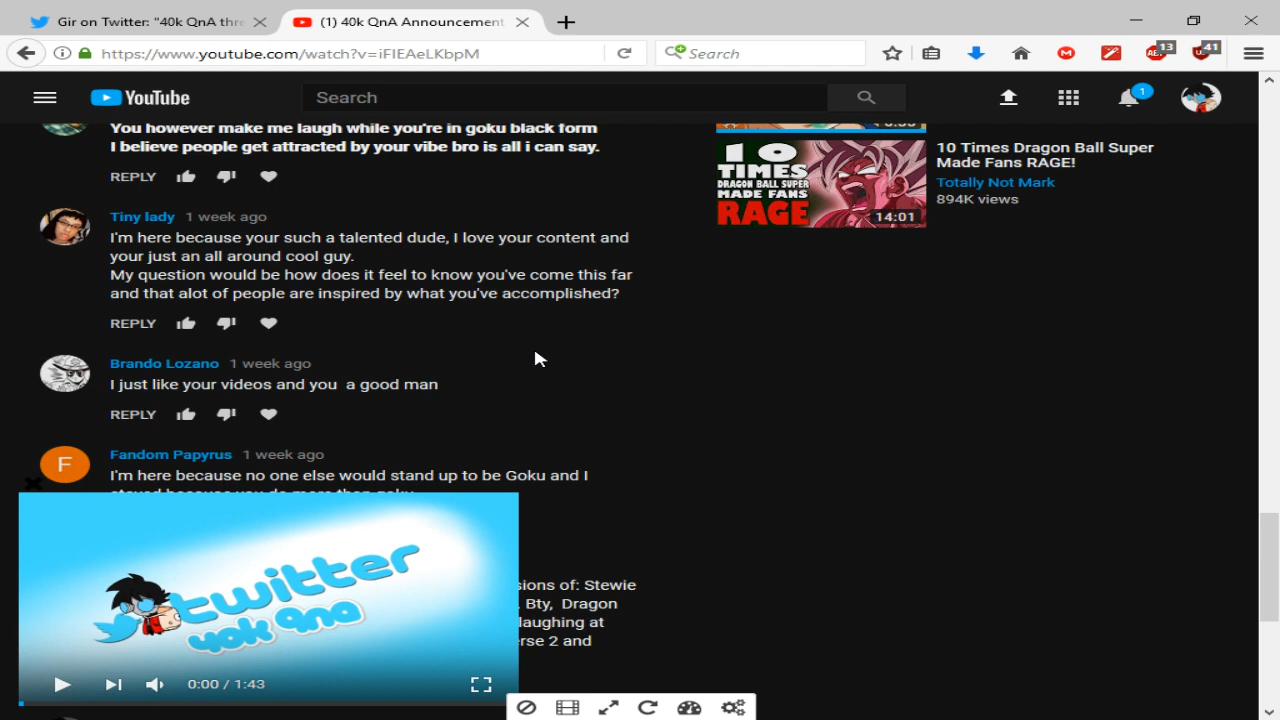 Gir on Twitter: "40k QnA thre
(1) 40k QnA Announcement
https://www.youtube.com/watch?v=iFIEAeLKbpM
Search
13
41
YouTube
Search
1
You however make me laugh while you're in goku black form
I believe people get attracted by your vibe bro is all i can say.
REPLY
10
TIMES
DRAGON BALL SUPER
MADE FANS
RAGE
14:01
10 Times Dragon Ball Super
Made Fans RAGE!
Totally Not Mark
894K views
Tiny lady 1 week ago
I'm here because your such a talented dude, I love your content and
your just an all around cool guy.
My question would be how does it feel to know you've come this far
and that alot of people are inspired by what you've accomplished?
REPLY
Brando Lozano 1 week ago
I just like your videos and you a good man
REPLY
F
Fandom Papyrus 1 week ago
I'm here because no one else would stand up to be Goku and I
twitter
40k qna
sions of: Stewie
, Bty, Dragon
laughing at
rse 2 and
0:00 / 1:43